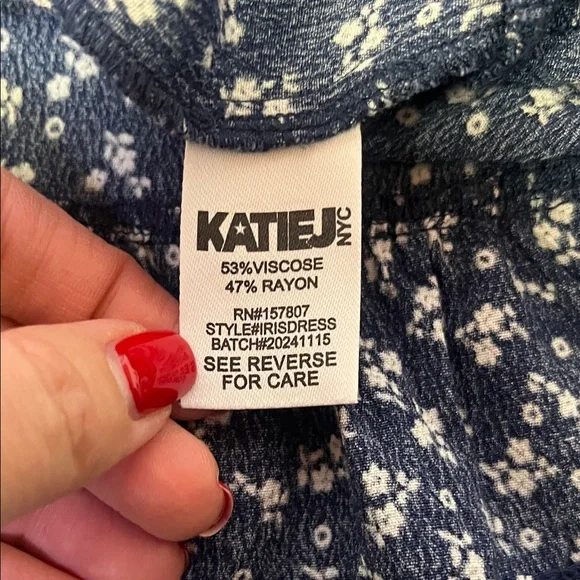 KATIEJ NYC
53%VISCOSE
47% RAYON
RN#157807
STYLE#IRISDRESS
BATCH#20241115
SEE REVERSE
FOR CARE